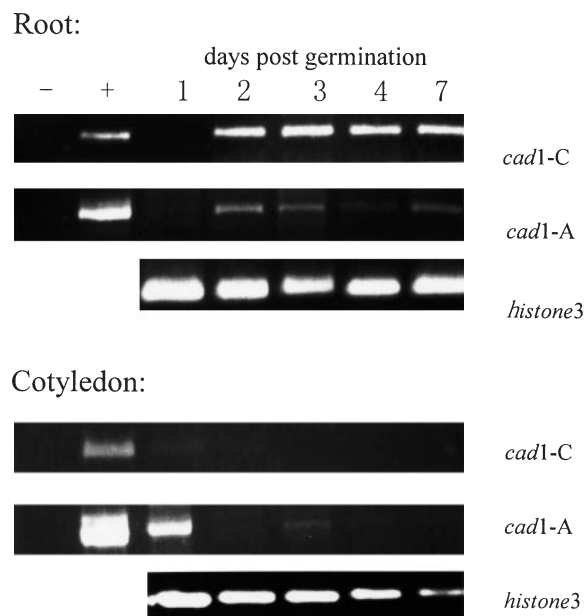 Root:
days post germination
− + 1 2 3 4 7
cad1-C
cad1-A
histone3
Cotyledon:
cad1-C
cad1-A
histone3